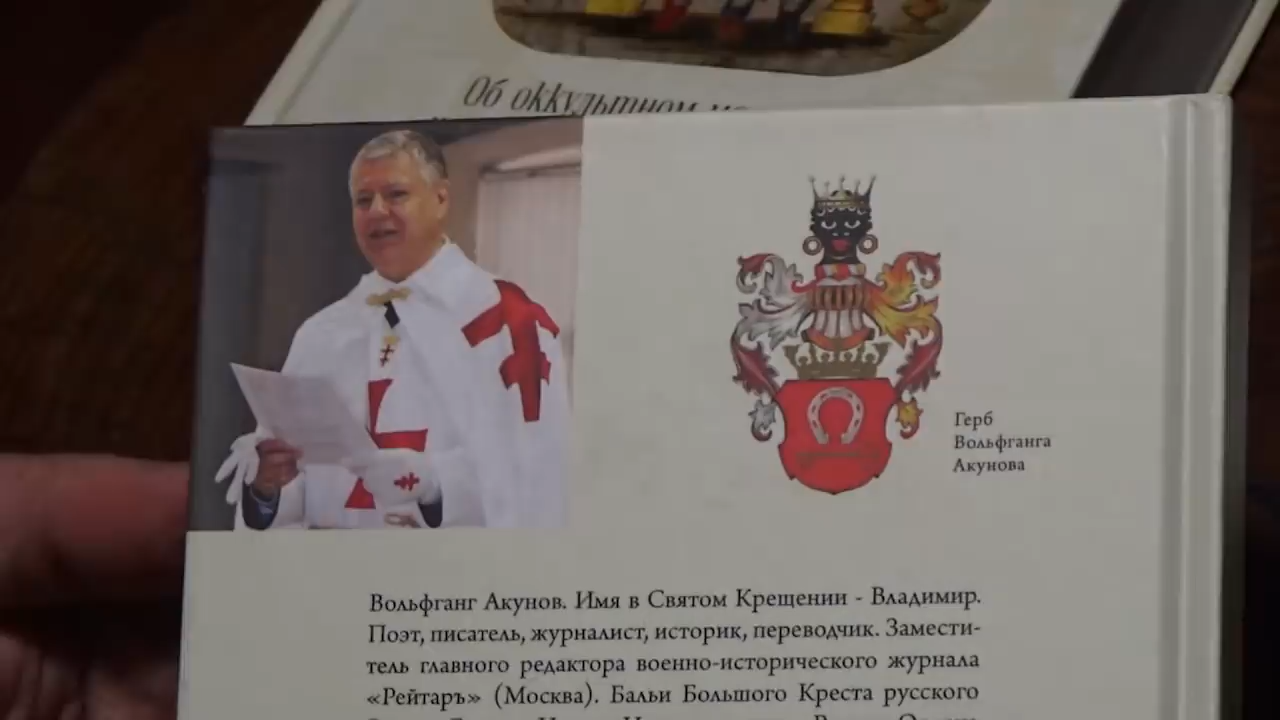 Об оккультном
Герб
Вольфганга
Акунова
Вольфганг Акунов. Имя в Святом Крещении - Владимир.
Поэт, писатель, журналист, историк, переводчик. Замести-
тель главного редактора военно-исторического журнала
«Рейтаръ» (Москва). Бальи Большого Креста русского